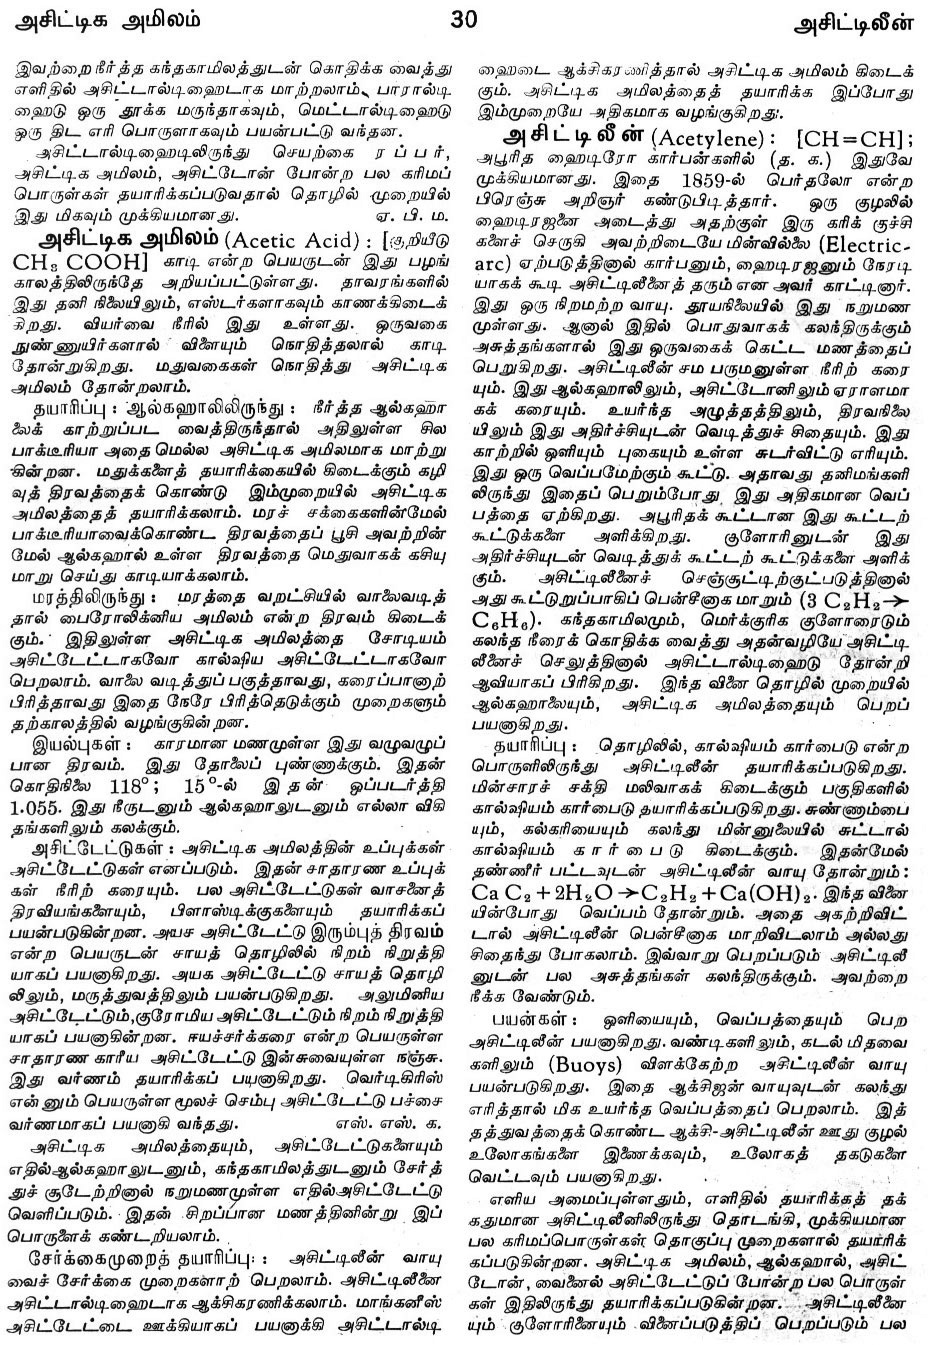 அசிட்டிக அமிலம்
30
அசிட்டிலீன்
இவற்றை நீர்த்த கந்தகாமிலத்துடன் கொதிக்க வைத்து
எளிதில் அசிட்டால்டிஹைடாக மாற்றலாம். பாரால்டி
ஹைடு ஒரு தூக்க மருந்தாகவும், மெட்டால்டிஹைடு
ஒரு திட எரி பொருளாகவும் பயன்பட்டு வந்தன.
அசிட்டால்டிஹைடிலிருந்து செயற்கை ரப்பர்,
அசிட்டிக அமிலம், அசிட்டோன் போன்ற பல கரிமப்
பொருள்கள் தயாரிக்கப்படுவதால் தொழில் முறையில்
இது மிகவும் முக்கியமானது. ஏ. பி. ம.
அசிட்டிக அமிலம் (Acetic Acid) : [குறியீடு
CH₃ COOH] காடி என்ற பெயருடன் இது பழங்
காலத்திலிருந்தே அறியப்பட்டுள்ளது. தாவரங்களில்
இது தனி நிலையிலும், எஸ்டர்களாகவும் காணக்கிடைக்
கிறது. வியர்வை நீரில் இது உள்ளது. ஒருவகை
நுண்ணுயிர்களால் விளையும் நொதித்தலால் காடி
தோன்றுகிறது. மதுவகைகள் நொதித்து அசிட்டிக
அமிலம் தோன்றலாம்.
தயாரிப்பு : ஆல்கஹாலிலிருந்து : நீர்த்த ஆல்கஹா
லைக் காற்றுப்பட வைத்திருந்தால் அதிலுள்ள சில
பாக்டீரியா அதை மெல்ல அசிட்டிக அமிலமாக மாற்று
கின்றன. மதுக்களைத் தயாரிக்கையில் கிடைக்கும் கழி
வுத் திரவத்தைக் கொண்டு இம்முறையில் அசிட்டிக
அமிலத்தைத் தயாரிக்கலாம். மரச் சக்கைகளின்மேல்
பாக்டீரியாவைக்கொண்ட திரவத்தைப் பூசி அவற்றின்
மேல் ஆல்கஹால் உள்ள திரவத்தை மெதுவாகக் கசியு
மாறு செய்து காடியாக்கலாம்.
மரத்திலிருந்து : மரத்தை வறட்சியில் வாலைவடித்
தால் பைரோலிக்னிய அமிலம் என்ற திரவம் கிடைக்
கும். இதிலுள்ள அசிட்டிக அமிலத்தை சோடியம்
அசிட்டேட்டாகவோ கால்ஷிய அசிட்டேட்டாகவோ
பெறலாம். வாலை வடித்துப் பகுத்தாவது, கரைப்பானாற்
பிரித்தாவது இதை நேரே பிரித்தெடுக்கும் முறைகளும்
தற்காலத்தில் வழங்குகின்றன.
இயல்புகள் : காரமான மணமுள்ள இது வழுவழுப்
பான திரவம். இது தோலைப் புண்ணாக்கும். இதன்
கொதிநிலை 118°; 15°-ல் இதன் ஒப்படர்த்தி
1.055. இது நீருடனும் ஆல்கஹாலுடனும் எல்லா விகி
தங்களிலும் கலக்கும்.
அசிட்டேட்டுகள் : அசிட்டிக அமிலத்தின் உப்புக்கள்
அசிட்டேட்டுகள் எனப்படும். இதன் சாதாரண உப்புக்
கள் நீரிற் கரையும். பல அசிட்டேட்டுகள் வாசனைத்
திரவியங்களையும், பிளாஸ்டிக்குகளையும் தயாரிக்கப்
பயன்படுகின்றன. அயச அசிட்டேட்டு இரும்புத் திரவம்
என்ற பெயருடன் சாயத் தொழிலில் நிறம் நிறுத்தி
யாகப் பயனாகிறது. அயக அசிட்டேட்டு சாயத் தொழி
லிலும், மருத்துவத்திலும் பயன்படுகிறது. அலுமினிய
அசிட்டேட்டும், குரோமிய அசிட்டேட்டும் நிறம் நிறுத்தி
யாகப் பயனாகின்றன. ஈயச்சர்க்கரை என்ற பெயருள்ள
சாதாரண காரீய அசிட்டேட்டு இன்சுவையுள்ள நஞ்சு.
இது வர்ணம் தயாரிக்கப் பயனாகிறது. வெர்டிகிரிஸ்
என்னும் பெயருள்ள மூலச் செம்பு அசிட்டேட்டு பச்சை
வர்ணமாகப் பயனாகி வந்தது. எஸ். எஸ். க.
அசிட்டிக அமிலத்தையும், அசிட்டேட்டுகளையும்
எதில்ஆல்கஹாலுடனும், கந்தகாமிலத்துடனும் சேர்த்
துச் சூடேற்றினால் நறுமணமுள்ள எதில்அசிட்டேட்டு
வெளிப்படும். இதன் சிறப்பான மணத்தினின்று இப்
பொருளைக் கண்டறியலாம்.
சேர்க்கைமுறைத் தயாரிப்பு : அசிட்டிலீன் வாயு
வைச் சேர்க்கை முறைகளாற் பெறலாம். அசிட்டிலீனை
அசிட்டால்டிஹைடாக ஆக்சிகரணிக்கலாம். மாங்கனீஸ்
அசிட்டேட்டை ஊக்கியாகப் பயனாக்கி அசிட்டால்டி
ஹைடை ஆக்சிகரணித்தால் அசிட்டிக அமிலம் கிடைக்
கும். அசிட்டிக அமிலத்தைத் தயாரிக்க இப்போது
இம்முறையே அதிகமாக வழங்குகிறது.
அசிட்டிலீன் (Acetylene) : [CH=CH];
அபூரித ஹைடிரோ கார்பன்களில் (த. க.) இதுவே
முக்கியமானது. இதை 1859-ல் பெர்தலோ என்ற
பிரெஞ்சு அறிஞர் கண்டுபிடித்தார். ஒரு குழலில்
ஹைடிரஜனை அடைத்து அதற்குள் இரு கரிக் குச்சி
களைச் செருகி அவற்றிடையே மின்வில்லை (Electric-
arc) ஏற்படுத்தினால் கார்பனும், ஹைடிரஜனும் நேரடி
யாகக் கூடி அசிட்டிலீனைத் தரும் என அவர் காட்டினார்.
இது ஒரு நிறமற்ற வாயு. தூயநிலையில் இது நறுமண
முள்ளது. ஆனால் இதில் பொதுவாகக் கலந்திருக்கும்
அசுத்தங்களால் இது ஒருவகைக் கெட்ட மணத்தைப்
பெறுகிறது. அசிட்டிலீன் சம பருமனுள்ள நீரிற் கரை
யும். இது ஆல்கஹாலிலும், அசிட்டோனிலும் ஏராளமா
கக் கரையும். உயர்ந்த அழுத்தத்திலும், திரவநிலை
யிலும் இது அதிர்ச்சியுடன் வெடித்துச் சிதையும். இது
காற்றில் ஒளியும் புகையும் உள்ள சுடர்விட்டு எரியும்.
இது ஒரு வெப்பமேற்கும் கூட்டு. அதாவது தனிமங்களி
லிருந்து இதைப் பெறும்போது இது அதிகமான வெப்
பத்தை ஏற்கிறது. அபூரிதக் கூட்டான இது கூட்டற்
கூட்டுக்களை அளிக்கிறது. குளோரினுடன் இது
அதிர்ச்சியுடன் வெடித்துக் கூட்டற் கூட்டுக்களை அளிக்
கும். அசிட்டிலீனைச் செஞ்சூட்டிற்குட்படுத்தினால்
அது கூட்டுறுப்பாகிப் பென்சீனாக மாறும் (3 C₂H₂→
C₆H₆). கந்தகாமிலமும், மெர்க்குரிக குளோரைடும்
கலந்த நீரைக் கொதிக்க வைத்து அதன்வழியே அசிட்டி
லீனைச் செலுத்தினால் அசிட்டால்டிஹைடு தோன்றி
ஆவியாகப் பிரிகிறது. இந்த வினை தொழில் முறையில்
ஆல்கஹாலையும், அசிட்டிக அமிலத்தையும் பெறப்
பயனாகிறது.
தயாரிப்பு : தொழிலில், கால்ஷியம் கார்பைடு என்ற
பொருளிலிருந்து அசிட்டிலீன் தயாரிக்கப்படுகிறது.
மின்சாரச் சக்தி மலிவாகக் கிடைக்கும் பகுதிகளில்
கால்ஷியம் கார்பைடு தயாரிக்கப்படுகிறது. சுண்ணாம்பை
யும், கல்கரியையும் கலந்து மின்னுலையில் சுட்டால்
கால்ஷியம் கார்பைடு கிடைக்கும். இதன்மேல்
தண்ணீர் பட்டவுடன் அசிட்டிலீன் வாயு தோன்றும் :
Ca C₂ + 2H₂O → C₂H₂ + Ca(OH)₂. இந்த வினை
யின்போது வெப்பம் தோன்றும். அதை அகற்றிவிட்
டால் அசிட்டிலீன் பென்சீனாக மாறிவிடலாம் அல்லது
சிதைந்து போகலாம். இவ்வாறு பெறப்படும் அசிட்டிலீ
னுடன் பல அசுத்தங்கள் கலந்திருக்கும். அவற்றை
நீக்க வேண்டும்.
பயன்கள் : ஒளியையும், வெப்பத்தையும் பெற
அசிட்டிலீன் பயனாகிறது. வண்டிகளிலும், கடல் மிதவை
களிலும் (Buoys) விளக்கேற்ற அசிட்டிலீன் வாயு
பயன்படுகிறது. இதை ஆக்சிஜன் வாயுவுடன் கலந்து
எரித்தால் மிக உயர்ந்த வெப்பத்தைப் பெறலாம். இத்
தத்துவத்தைக் கொண்ட ஆக்சி-அசிட்டிலீன் ஊது குழல்
உலோகங்களை இணைக்கவும், உலோகத் தகடுகளை
வெட்டவும் பயனாகிறது.
எளிய அமைப்புள்ளதும், எளிதில் தயாரிக்கத் தக்
கதுமான அசிட்டிலீனிலிருந்து தொடங்கி, முக்கியமான
பல கரிமப்பொருள்கள் தொகுப்பு முறைகளால் தயாரிக்
கப்படுகின்றன. அசிட்டிக அமிலம், ஆல்கஹால், அசிட்
டோன், வைனைல் அசிட்டேட்டுப் போன்ற பல பொருள்
கள் இதிலிருந்து தயாரிக்கப்படுகின்றன. அசிட்டிலீனை
யும் குளோரினையும் வினைப்படுத்திப் பெறப்படும் பல